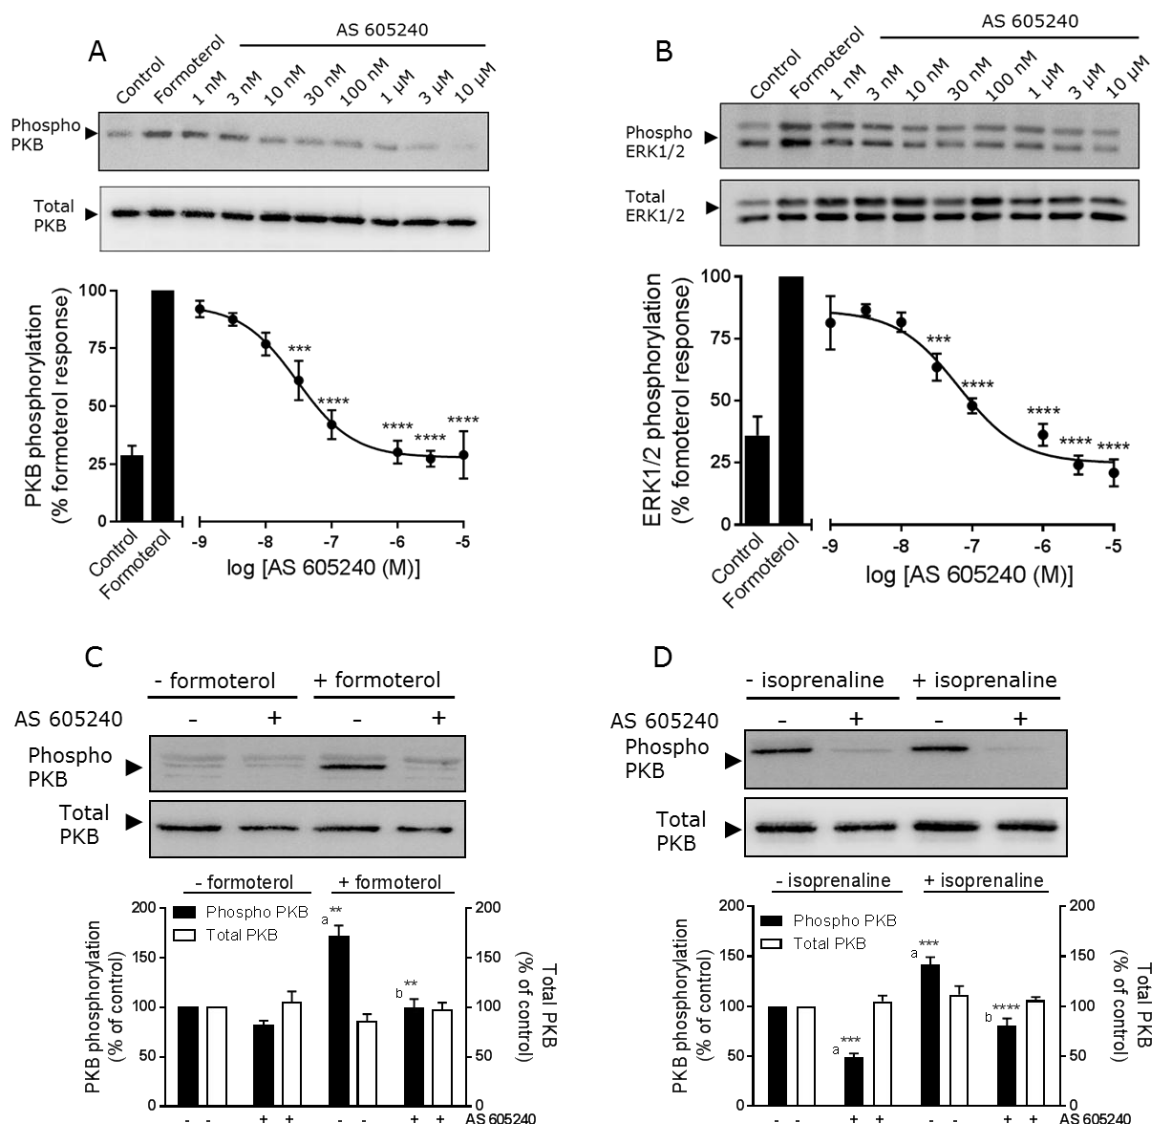 A
AS 605240
Control
Formoterol
1 nM
3 nM
10 nM
30 nM
100 nM
1 µM
3 µM
10 µM
Phospho
PKB
Total
PKB
PKB phosphorylation
(% formoterol response)
100
75
50
25
0
***
****
****
****
****
Control
Formoterol
-9
-8
-7
-6
-5
log [AS 605240 (M)]
B
AS 605240
Control
Formoterol
1 nM
3 nM
10 nM
30 nM
100 nM
1 µM
3 µM
10 µM
Phospho
ERK1/2
Total
ERK1/2
ERK1/2 phosphorylation
(% fomoterol response)
100
75
50
25
0
***
****
****
****
****
Control
Formoterol
-9
-8
-7
-6
-5
log [AS 605240 (M)]
C
- formoterol + formoterol
AS 605240 - + - +
Phospho
PKB
Total
PKB
- formoterol + formoterol
PKB phosphorylation
(% of control)
200
150
100
50
0
Phospho PKB
Total PKB
a **
b **
200
150
100
50
0
Total PKB
(% of control)
- - + + - - + + AS 605240
D
- isoprenaline + isoprenaline
AS 605240 - + - +
Phospho
PKB
Total
PKB
- isoprenaline + isoprenaline
PKB phosphorylation
(% of control)
200
150
100
50
0
Phospho PKB
Total PKB
a ***
a ***
b ****
200
150
100
50
0
Total PKB
(% of control)
- - + + - - + + AS 605240